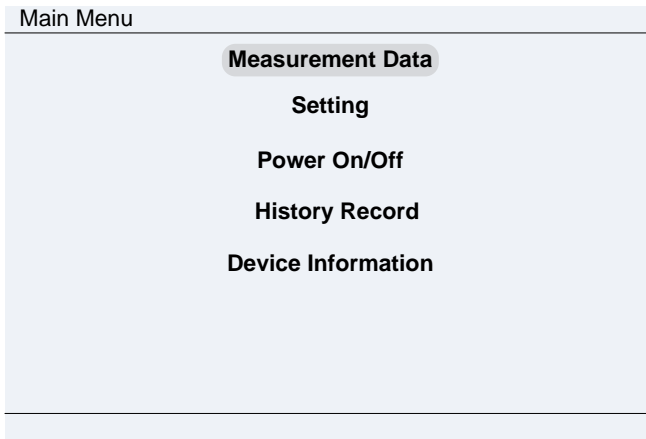 Main Menu
Measurement Data
Setting
Power On/Off
History Record
Device Information